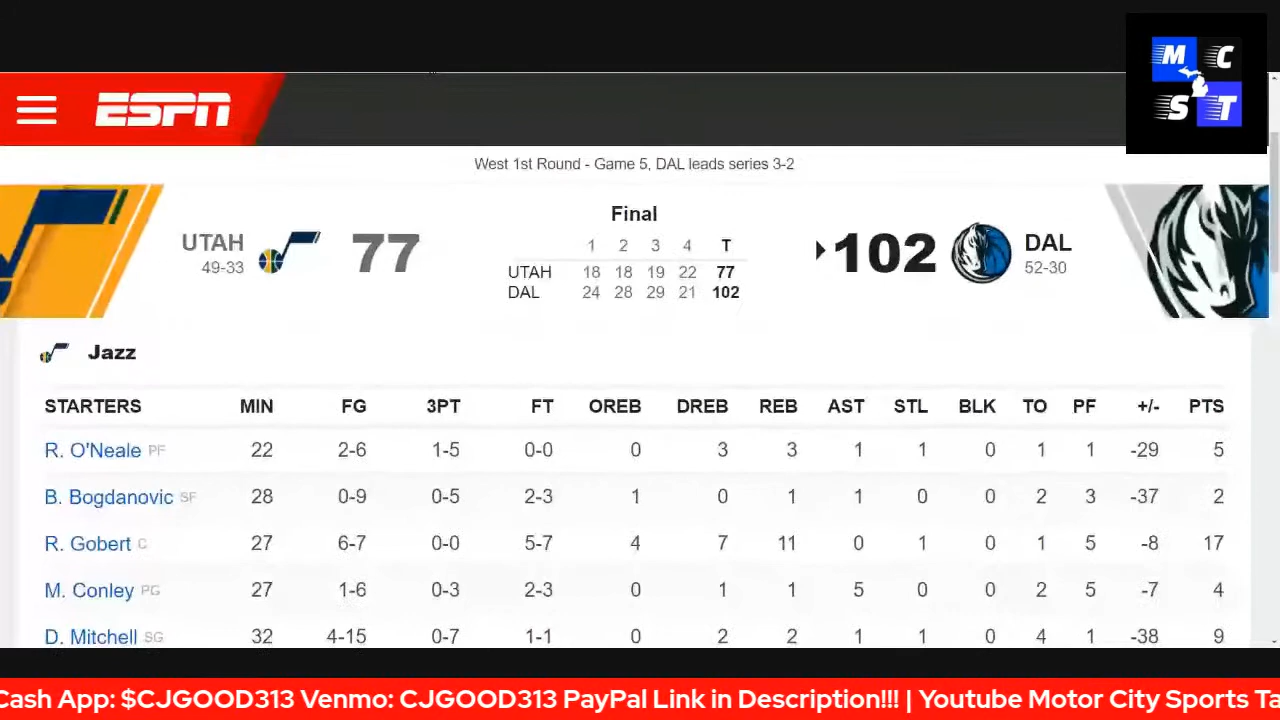 M C
S T
ESPN
West 1st Round - Game 5, DAL leads series 3-2
UTAH 77 Final 102 DAL
49-33 52-30
1 2 3 4 T
UTAH 18 18 19 22 77
DAL 24 28 29 21 102
Jazz
STARTERS MIN FG 3PT FT OREB DREB REB AST STL BLK TO PF +/- PTS
R. O'Neale PF 22 2-6 1-5 0-0 0 3 3 1 1 0 1 1 -29 5
B. Bogdanovic SF 28 0-9 0-5 2-3 1 0 1 1 0 0 2 3 -37 2
R. Gobert C 27 6-7 0-0 5-7 4 7 11 0 1 0 1 5 -8 17
M. Conley PG 27 1-6 0-3 2-3 0 1 1 5 0 0 2 5 -7 4
D. Mitchell SG 32 4-15 0-7 1-1 0 2 2 1 1 0 4 1 -38 9
Cash App: $CJGOOD313 Venmo: CJGOOD313 PayPal Link in Description!!! | Youtube Motor City Sports Ta